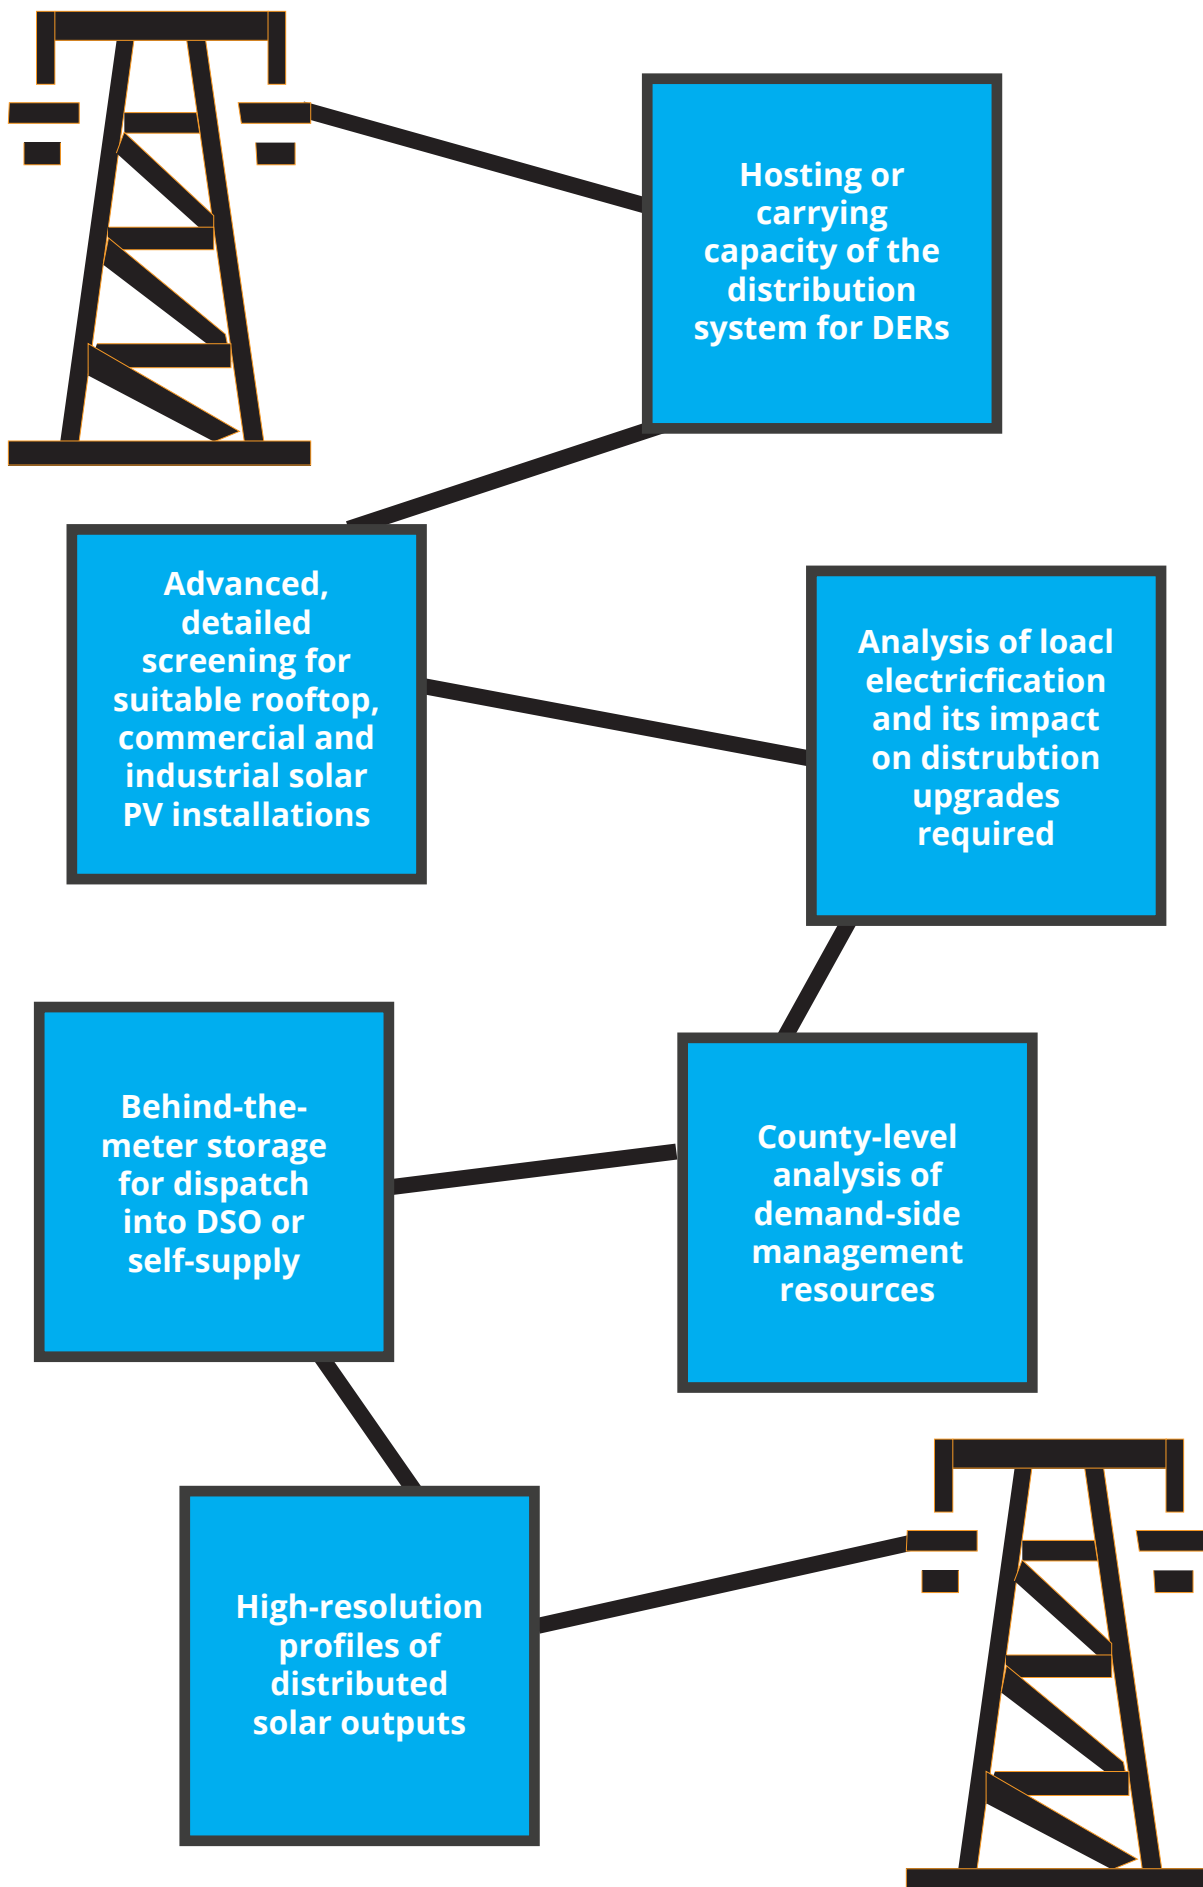 Hosting or
carrying
capacity of the
distribution
system for DERs
Advanced,
detailed
screening for
suitable rooftop,
commercial and
industrial solar
PV installations
Analysis of loacl
electricfication
and its impact
on distrubtion
upgrades
required
County-level
analysis of
demand-side
management
resources
Behind-the-
meter storage
for dispatch
into DSO or
self-supply
High-resolution
profiles of
distributed
solar outputs